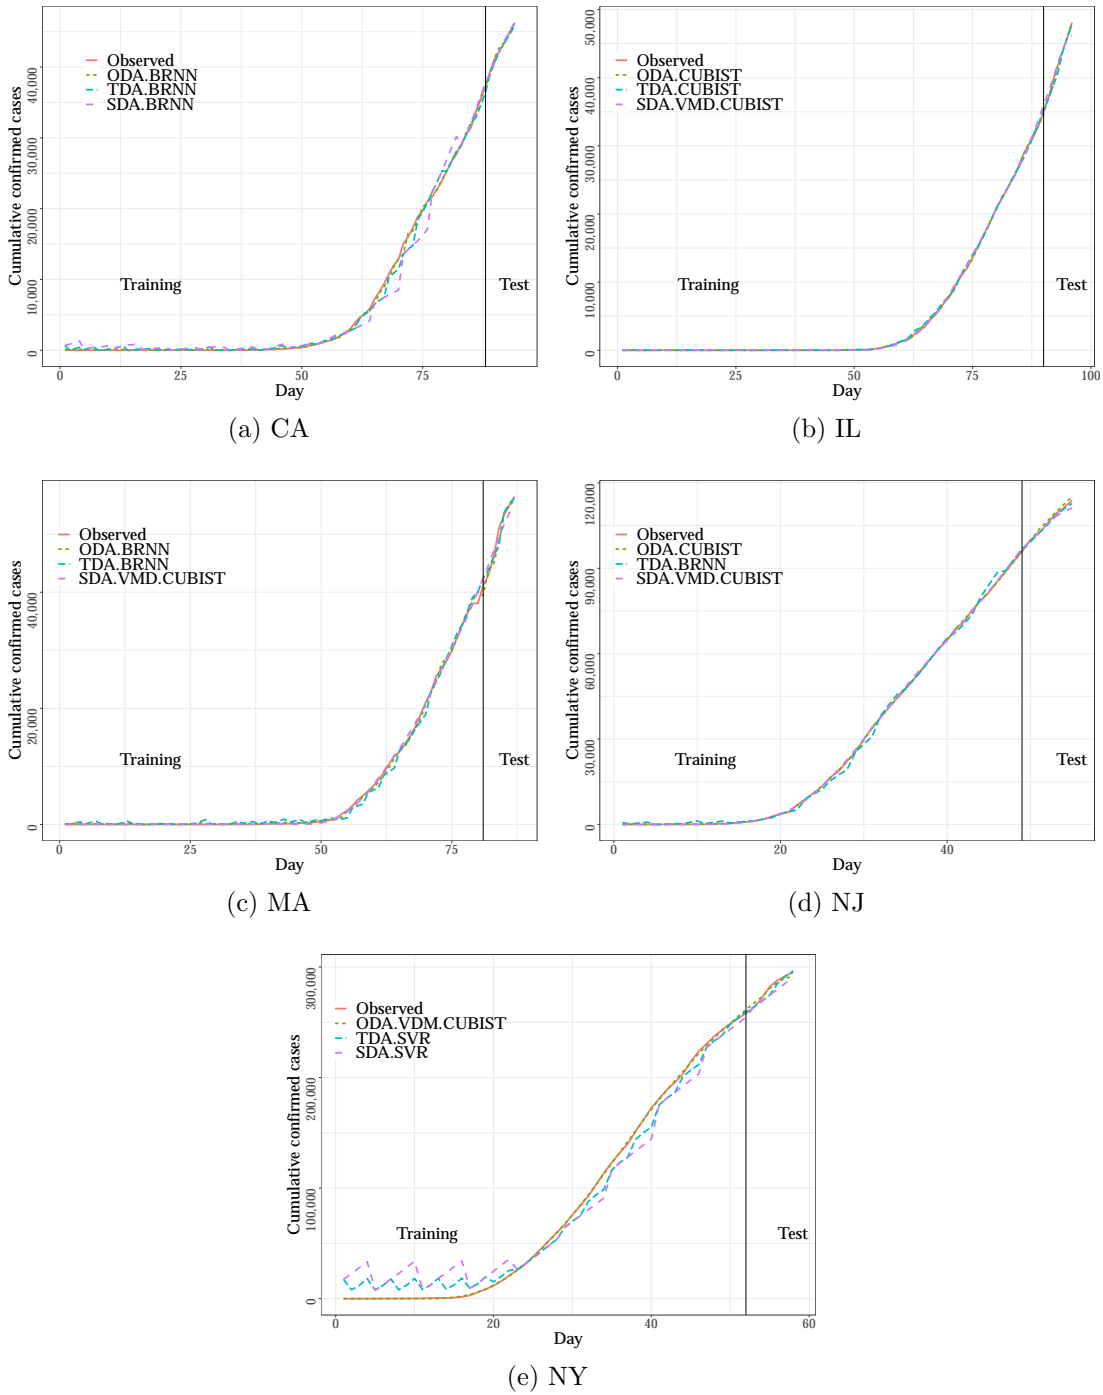 Cumulative confirmed cases
40,000
30,000
20,000
10,000
0
Observed
ODA.BRNN
TDA.BRNN
SDA.BRNN
Training
Test
0
25
50
75
Day
(a) CA
Cumulative confirmed cases
50,000
40,000
30,000
20,000
10,000
0
Observed
ODA.CUBIST
TDA.CUBIST
SDA.VMD.CUBIST
Training
Test
0
25
50
75
100
Day
(b) IL
Cumulative confirmed cases
40,000
20,000
0
Observed
ODA.BRNN
TDA.BRNN
SDA.VMD.CUBIST
Training
Test
0
25
50
75
Day
(c) MA
Cumulative confirmed cases
120,000
90,000
60,000
30,000
0
Observed
ODA.CUBIST
TDA.BRNN
SDA.VMD.CUBIST
Training
Test
0
20
40
Day
(d) NJ
Cumulative confirmed cases
300,000
200,000
100,000
0
Observed
ODA.VDM.CUBIST
TDA.SVR
SDA.SVR
Training
Test
0
20
40
60
Day
(e) NY